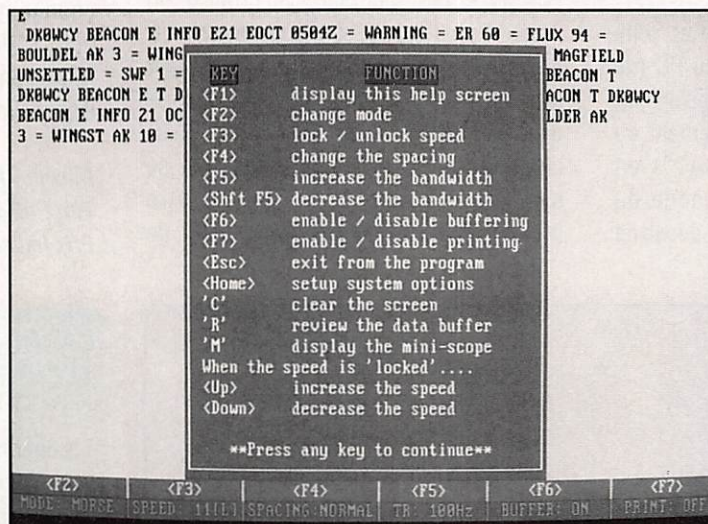 E
DK0WCY BEACON E INFO E21 EOCT 0504Z = WARNING = ER 60 = FLUX 94 =
BOULDEL AK 3 = WING MAGFIELD
UNSETTLED = SWF 1 = BEACON T
DK0WCY BEACON E T D ACON T DK0WCY
BEACON E INFO 21 OC LDER AK
3 = WINGST AK 10 =
KEY FUNCTION
<F1> display this help screen
<F2> change mode
<F3> lock / unlock speed
<F4> change the spacing
<F5> increase the bandwidth
<Shft F5> decrease the bandwidth
<F6> enable / disable buffering
<F7> enable / disable printing
<Esc> exit from the program
<Home> setup system options
'C' clear the screen
'R' review the data buffer
'M' display the mini-scope
When the speed is 'locked'....
<Up> increase the speed
<Down> decrease the speed
**Press any key to continue**
<F2> <F3> <F4> <F5> <F6> <F7>
MODE: MORSE SPEED: 11[L] SPACING:NORMAL TR: 100Hz BUFFER: ON PRINT: OFF